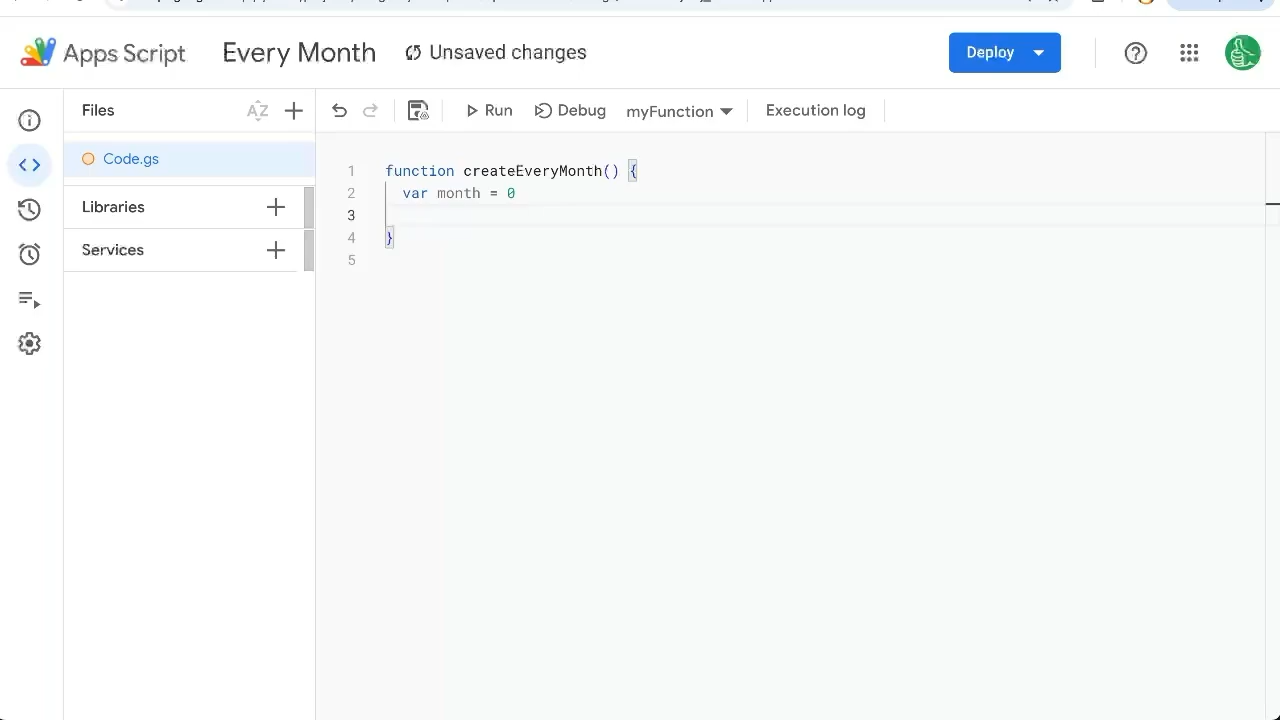 Apps Script
Every Month
Unsaved changes
Deploy
Files
AZ
Run
Debug
myFunction
Execution log
Code.gs
Libraries
Services
1 function createEveryMonth() {
2 var month = 0
3
4 }
5